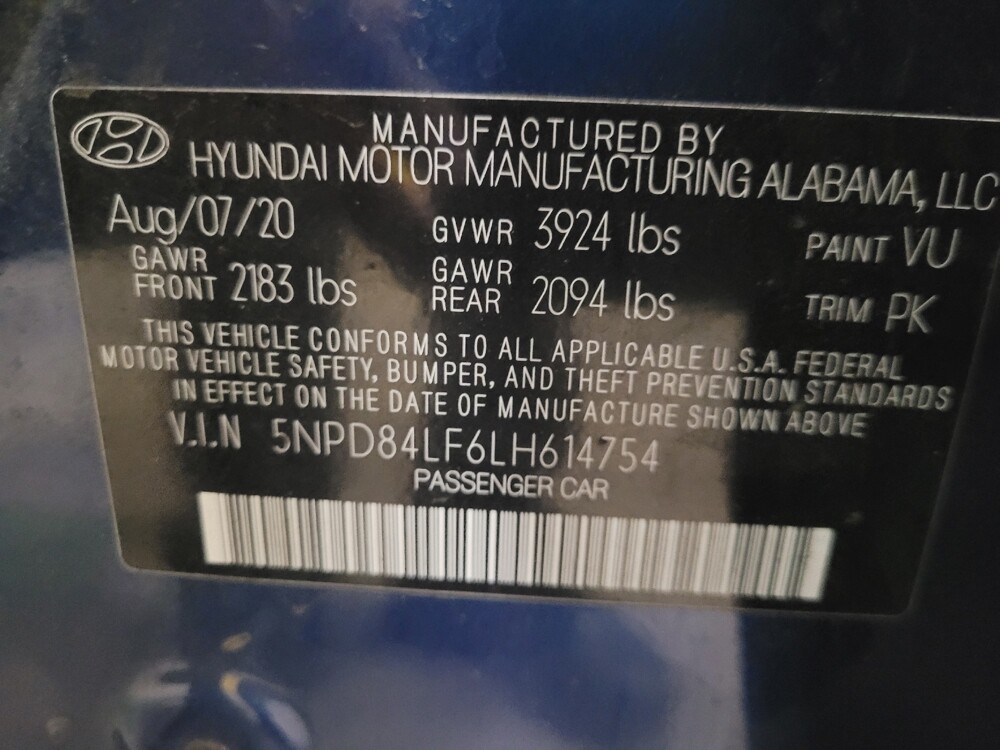 MANUFACTURED BY
HYUNDAI MOTOR MANUFACTURING ALABAMA, LLC
Aug/07/20 GVWR 3924 lbs PAINT VU
GAWR FRONT 2183 lbs GAWR REAR 2094 lbs TRIM PK
THIS VEHICLE CONFORMS TO ALL APPLICABLE U.S.A. FEDERAL
MOTOR VEHICLE SAFETY, BUMPER, AND THEFT PREVENTION STANDARDS
IN EFFECT ON THE DATE OF MANUFACTURE SHOWN ABOVE
V.I.N 5NPD84LF6LH614754
PASSENGER CAR